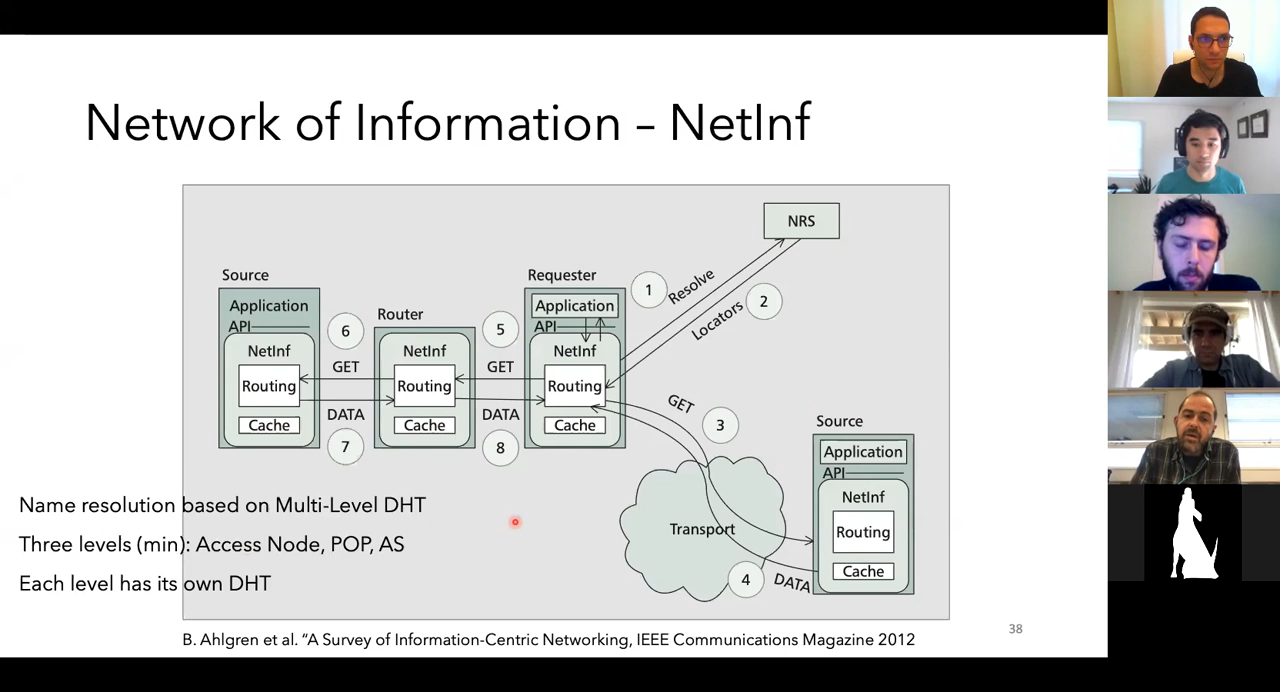 Network of Information – NetInf
NRS
Source
Requester
1
Resolve
Locators
2
Application
API
6
Router
5
Application
API
NetInf
GET
NetInf
GET
NetInf
Routing
Routing
Routing
DATA
DATA
Cache
7
Cache
8
Cache
GET
3
Source
Application
API
NetInf
Routing
Cache
Transport
4
DATA
Name resolution based on Multi-Level DHT
Three levels (min): Access Node, POP, AS
Each level has its own DHT
38
B. Ahlgren et al. “A Survey of Information-Centric Networking, IEEE Communications Magazine 2012